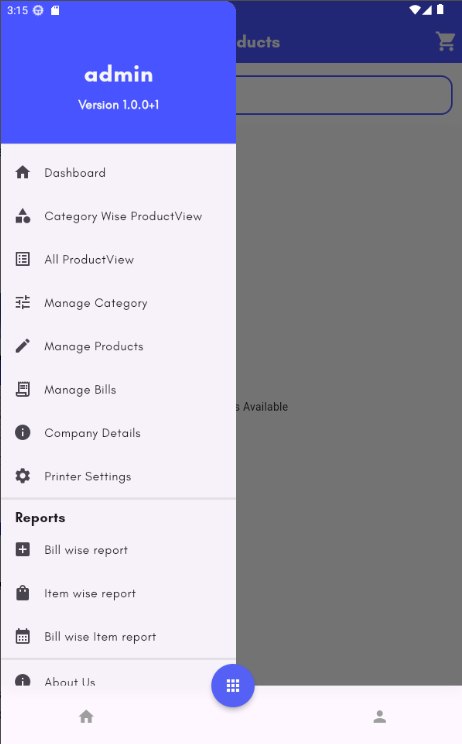 3:15
ducts
admin
Version 1.0.0+1
Dashboard
Category Wise ProductView
All ProductView
Manage Category
Manage Products
Manage Bills
s Available
Company Details
Printer Settings
Reports
Bill wise report
Item wise report
Bill wise Item report
About Us